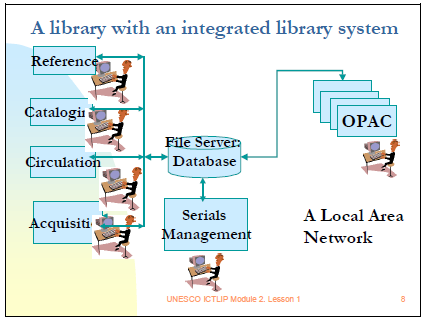 A library with an integrated library system
Reference
Catalogin
Circulation
Acquisiti
File Server:
Database
Serials
Management
OPAC
A Local Area
Network
UNESCO ICTLIP Module 2. Lesson 1
8